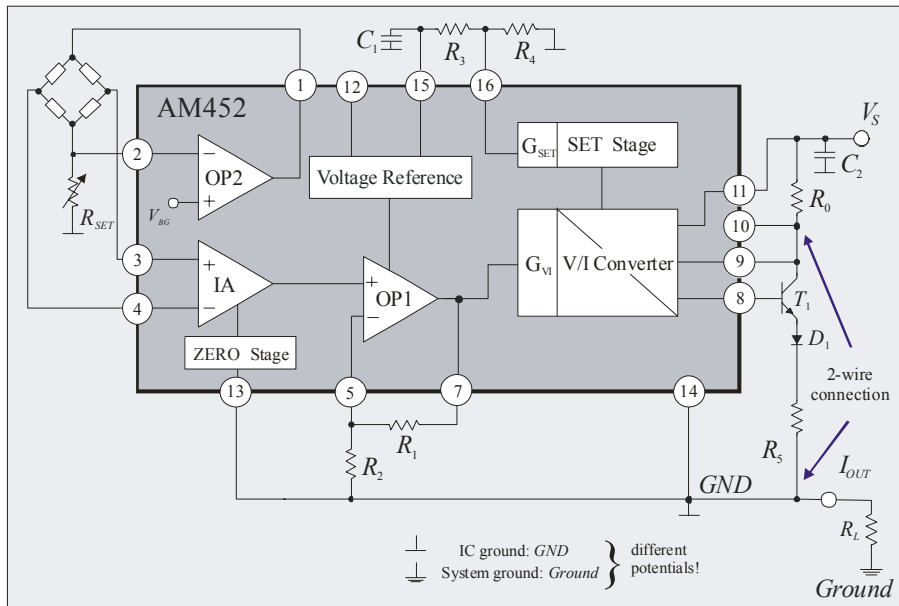 C1
R3
R4
1
12
15
16
AM452
VS
2
OP2
−
+
VBG
RSET
Voltage Reference
GSET SET Stage
C2
11
R0
10
3
4
+
−
IA
+
−
OP1
GVI V/I Converter
9
8
T1
D1
ZERO Stage
13
5
7
14
2-wire
connection
R1
R2
R5
IOUT
GND
RL
IC ground: GND
System ground: Ground
}
different
potentials!
Ground